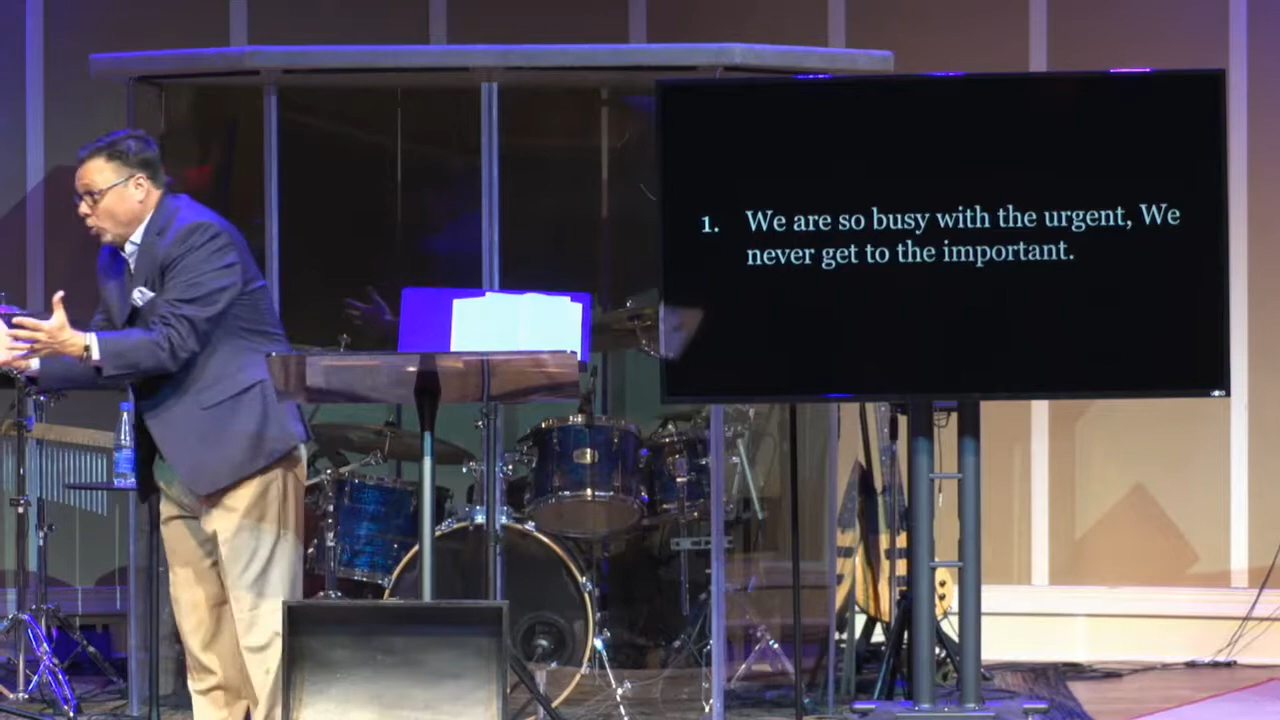 1. We are so busy with the urgent, We
never get to the important.